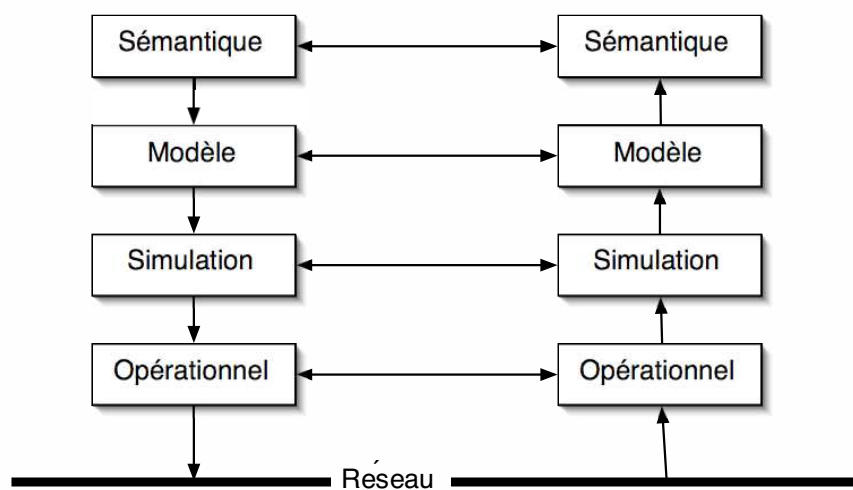 Sémantique
Sémantique
Modèle
Modèle
Simulation
Simulation
Opérationnel
Opérationnel
Réseau